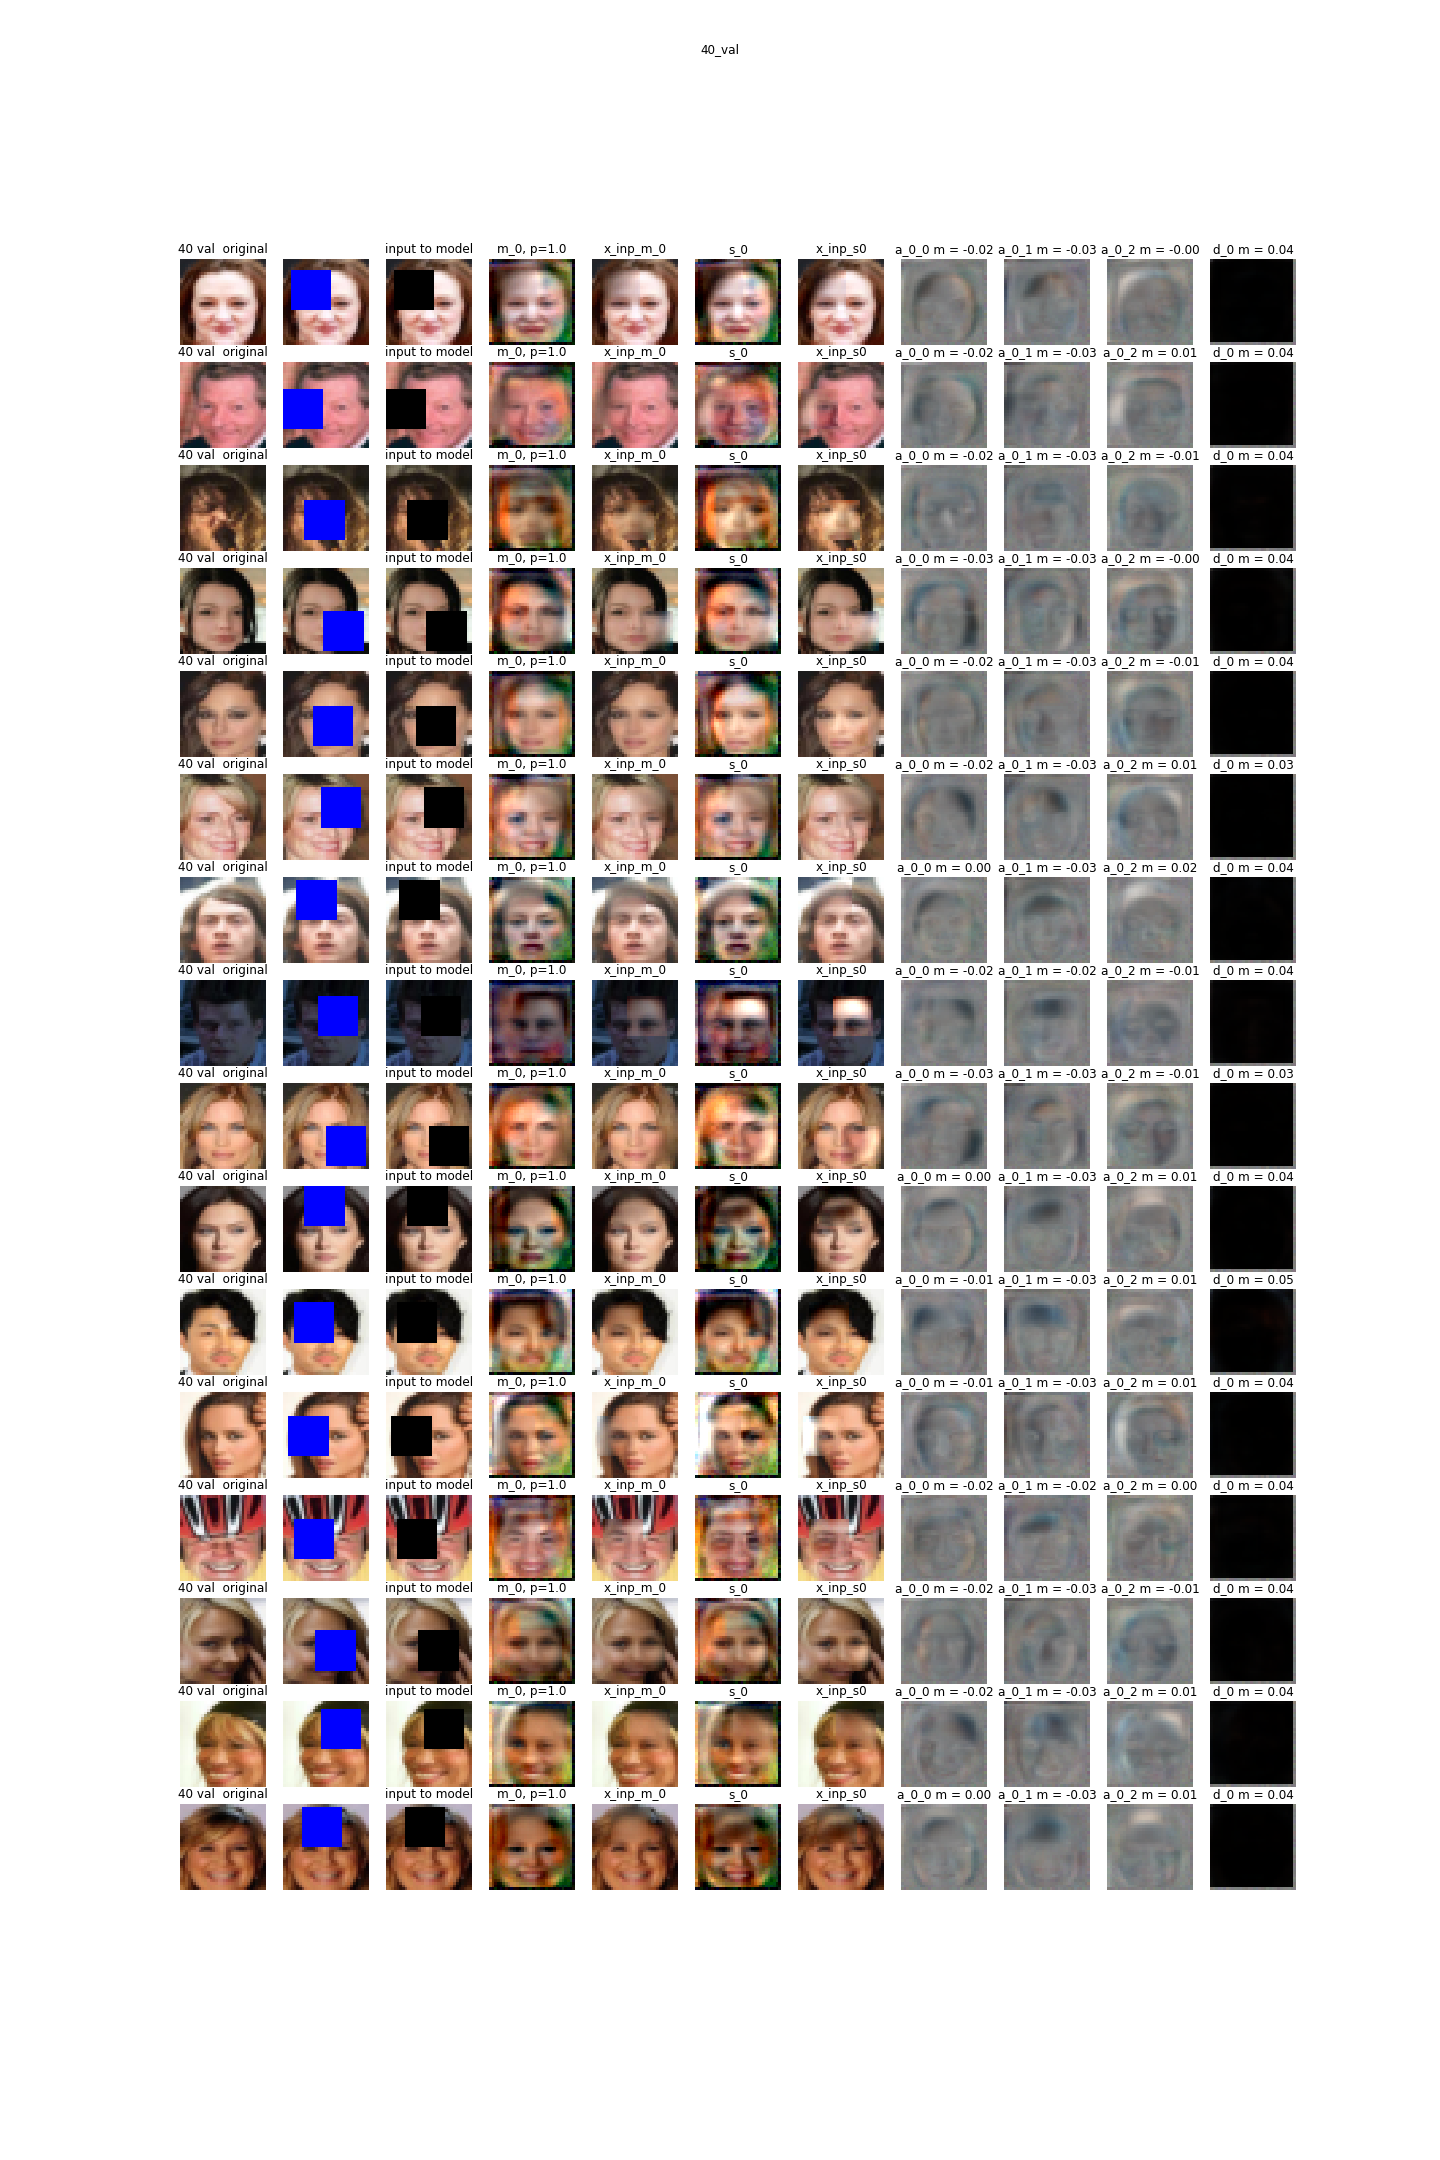 40_val
40 val  original input to model m_0, p=1.0 x_inp_m_0 s_0 x_inp_s0 a_0_0 m = -0.02 a_0_1 m = -0.03 a_0_2 m = -0.00 d_0 m = 0.04
40 val  original input to model m_0, p=1.0 x_inp_m_0 s_0 x_inp_s0 a_0_0 m = -0.02 a_0_1 m = -0.03 a_0_2 m = 0.01 d_0 m = 0.04
40 val  original input to model m_0, p=1.0 x_inp_m_0 s_0 x_inp_s0 a_0_0 m = -0.02 a_0_1 m = -0.03 a_0_2 m = -0.01 d_0 m = 0.04
40 val  original input to model m_0, p=1.0 x_inp_m_0 s_0 x_inp_s0 a_0_0 m = -0.03 a_0_1 m = -0.03 a_0_2 m = -0.00 d_0 m = 0.04
40 val  original input to model m_0, p=1.0 x_inp_m_0 s_0 x_inp_s0 a_0_0 m = -0.02 a_0_1 m = -0.03 a_0_2 m = -0.01 d_0 m = 0.04
40 val  original input to model m_0, p=1.0 x_inp_m_0 s_0 x_inp_s0 a_0_0 m = -0.02 a_0_1 m = -0.03 a_0_2 m = 0.01 d_0 m = 0.03
40 val  original input to model m_0, p=1.0 x_inp_m_0 s_0 x_inp_s0 a_0_0 m = 0.00 a_0_1 m = -0.03 a_0_2 m = 0.02 d_0 m = 0.04
40 val  original input to model m_0, p=1.0 x_inp_m_0 s_0 x_inp_s0 a_0_0 m = -0.02 a_0_1 m = -0.02 a_0_2 m = -0.01 d_0 m = 0.04
40 val  original input to model m_0, p=1.0 x_inp_m_0 s_0 x_inp_s0 a_0_0 m = -0.03 a_0_1 m = -0.03 a_0_2 m = -0.01 d_0 m = 0.03
40 val  original input to model m_0, p=1.0 x_inp_m_0 s_0 x_inp_s0 a_0_0 m = 0.00 a_0_1 m = -0.03 a_0_2 m = 0.01 d_0 m = 0.04
40 val  original input to model m_0, p=1.0 x_inp_m_0 s_0 x_inp_s0 a_0_0 m = -0.01 a_0_1 m = -0.03 a_0_2 m = 0.01 d_0 m = 0.05
40 val  original input to model m_0, p=1.0 x_inp_m_0 s_0 x_inp_s0 a_0_0 m = -0.01 a_0_1 m = -0.03 a_0_2 m = 0.01 d_0 m = 0.04
40 val  original input to model m_0, p=1.0 x_inp_m_0 s_0 x_inp_s0 a_0_0 m = -0.02 a_0_1 m = -0.02 a_0_2 m = 0.00 d_0 m = 0.04
40 val  original input to model m_0, p=1.0 x_inp_m_0 s_0 x_inp_s0 a_0_0 m = -0.02 a_0_1 m = -0.03 a_0_2 m = -0.01 d_0 m = 0.04
40 val  original input to model m_0, p=1.0 x_inp_m_0 s_0 x_inp_s0 a_0_0 m = -0.02 a_0_1 m = -0.03 a_0_2 m = 0.01 d_0 m = 0.04
40 val  original input to model m_0, p=1.0 x_inp_m_0 s_0 x_inp_s0 a_0_0 m = 0.00 a_0_1 m = -0.03 a_0_2 m = 0.01 d_0 m = 0.04